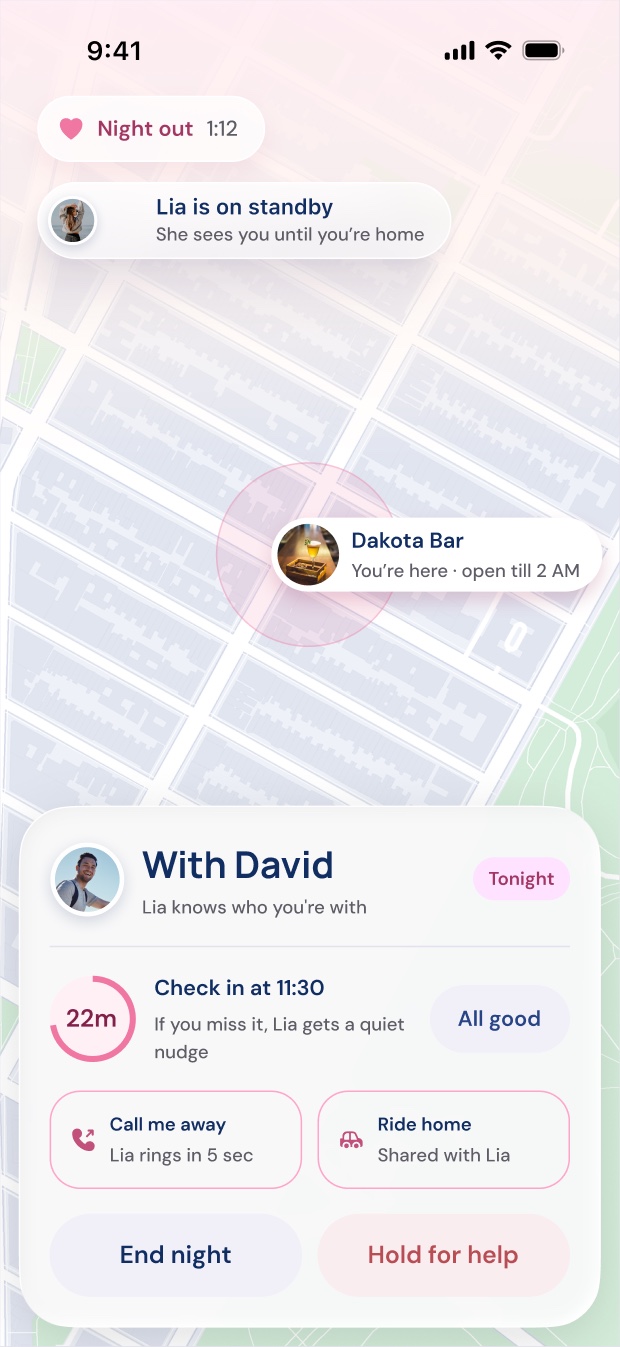 9:41
Night out 1:12
Lia is on standby
She sees you until you’re home
Dakota Bar
You’re here · open till 2 AM
With David
Lia knows who you're with
Tonight
22m
Check in at 11:30
If you miss it, Lia gets a quiet
nudge
All good
Call me away
Lia rings in 5 sec
Ride home
Shared with Lia
End night
Hold for help